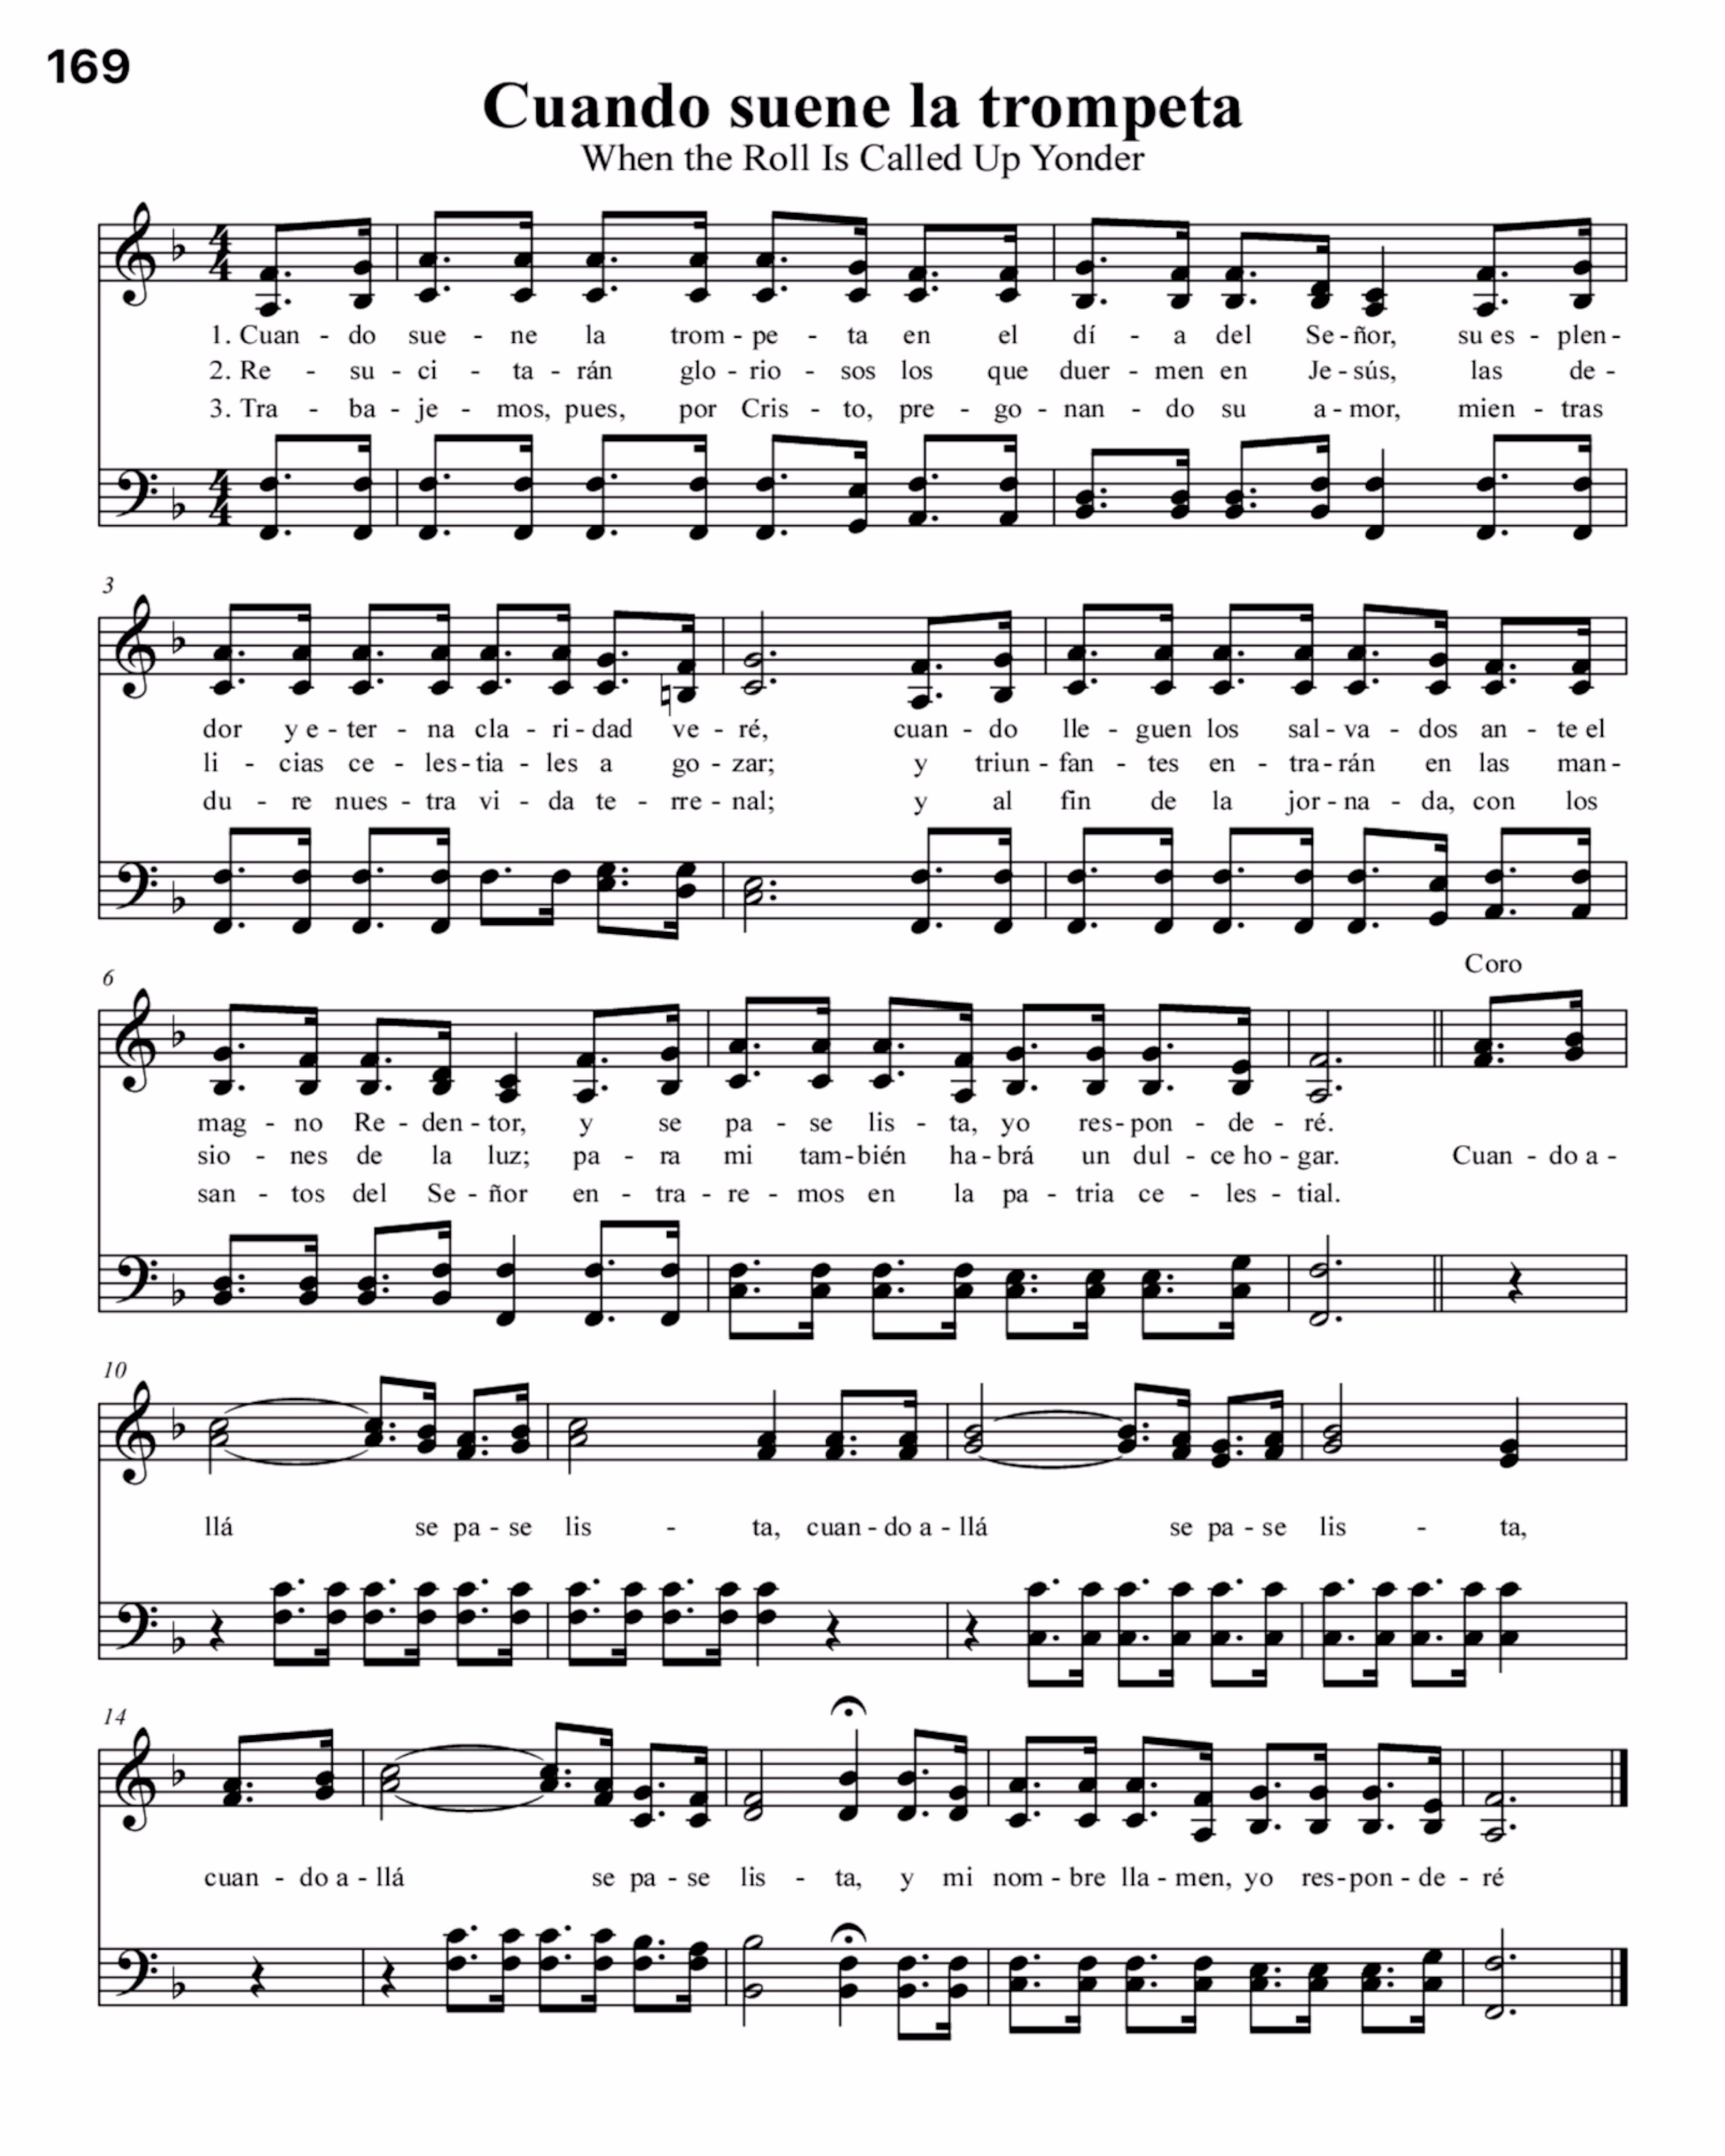 169
Cuando suene la trompeta
When the Roll Is Called Up Yonder
1. Cuan - do sue - ne la trom - pe - ta en el dí - a del Se - ñor, su es - plen -
2. Re - su - ci - ta - rán glo - rio - sos los que duer - men en Je - sús, las de -
3. Tra - ba - je - mos, pues, por Cris - to, pre - go - nan - do su a - mor, mien - tras
3
dor y e - ter - na cla - ri - dad ve - ré, cuan - do lle - guen los sal - va - dos an - te el
li - cias ce - les - tia - les a go - zar; y triun - fan - tes en - tra - rán en las man -
du - re nues - tra vi - da te - rre - nal; y al fin de la jor - na - da, con los
Coro
6
mag - no Re - den - tor, y se pa - se lis - ta, yo res - pon - de - ré.
sio - nes de la luz; pa - ra mi tam - bién ha - brá un dul - ce ho - gar. Cuan - do a -
san - tos del Se - ñor en - tra - re - mos en la pa - tria ce - les - tial.
10
llá se pa - se lis - ta, cuan - do a - llá se pa - se lis - ta,
14
cuan - do a - llá se pa - se lis - ta, y mi nom - bre lla - men, yo res - pon - de - ré